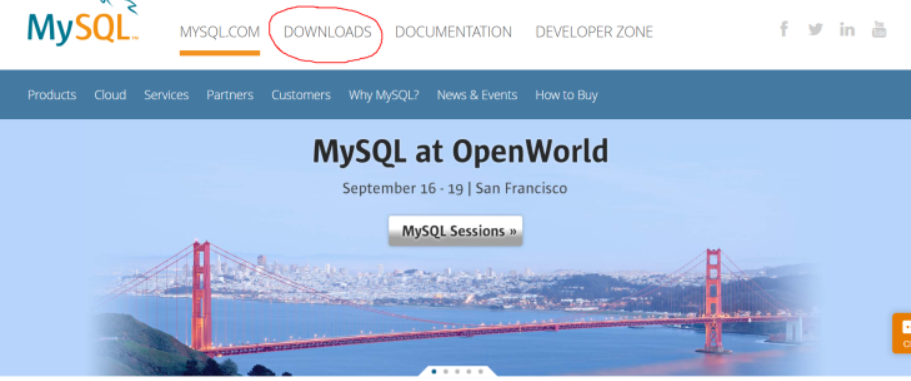 MySQL™
MYSQL.COM DOWNLOADS DOCUMENTATION DEVELOPER ZONE
Products Cloud Services Partners Customers Why MySQL? News & Events How to Buy
MySQL at OpenWorld
September 16 - 19 | San Francisco
MySQL Sessions »